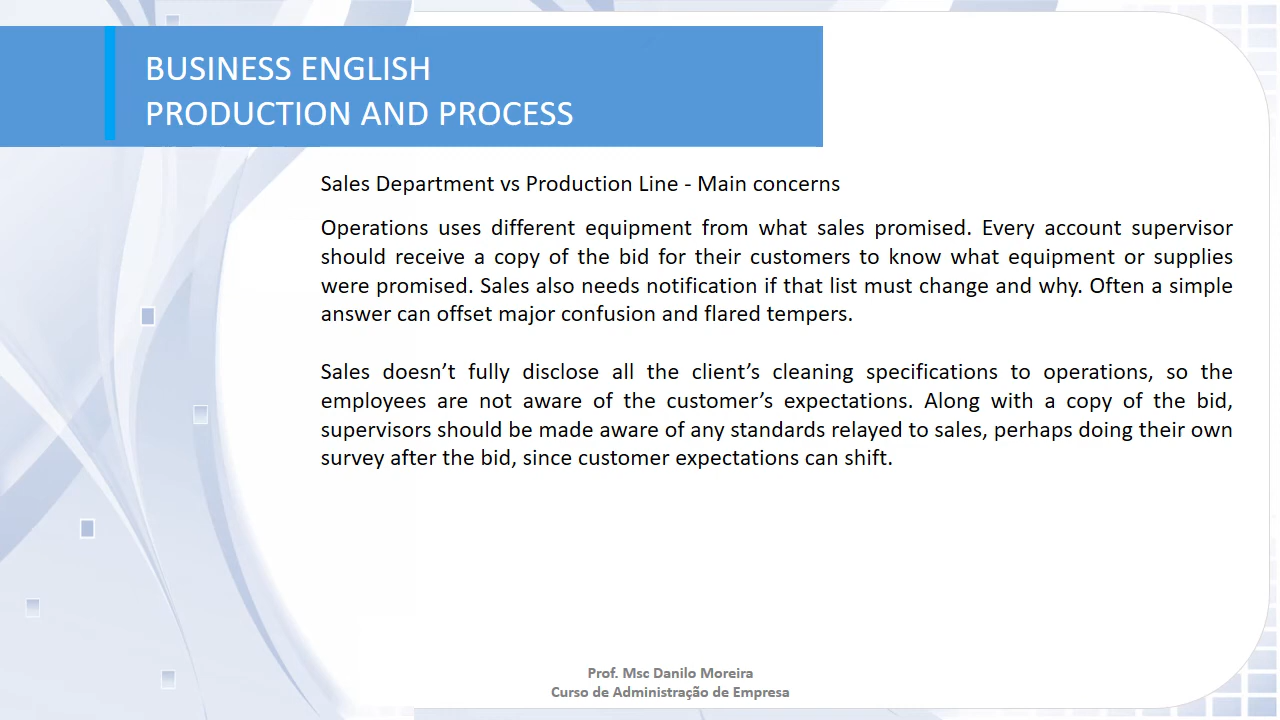 BUSINESS ENGLISH
PRODUCTION AND PROCESS
Sales Department vs Production Line - Main concerns
Operations uses different equipment from what sales promised. Every account supervisor
should receive a copy of the bid for their customers to know what equipment or supplies
were promised. Sales also needs notification if that list must change and why. Often a simple
answer can offset major confusion and flared tempers.
Sales doesn’t fully disclose all the client’s cleaning specifications to operations, so the
employees are not aware of the customer’s expectations. Along with a copy of the bid,
supervisors should be made aware of any standards relayed to sales, perhaps doing their own
survey after the bid, since customer expectations can shift.
Prof. Msc Danilo Moreira
Curso de Administração de Empresa